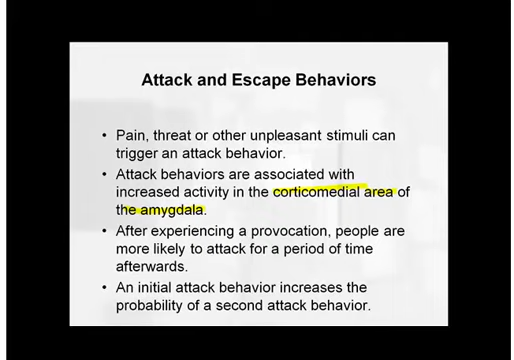 Attack and Escape Behaviors
• Pain, threat or other unpleasant stimuli can
trigger an attack behavior.
• Attack behaviors are associated with
increased activity in the corticomedial area of
the amygdala.
• After experiencing a provocation, people are
more likely to attack for a period of time
afterwards.
• An initial attack behavior increases the
probability of a second attack behavior.